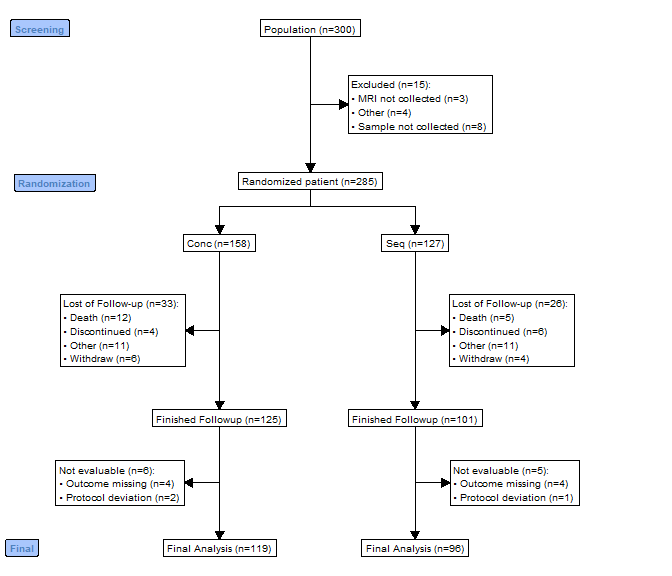 Screening
Population (n=300)
Excluded (n=15):
• MRI not collected (n=3)
• Other (n=4)
• Sample not collected (n=8)
Randomization
Randomized patient (n=285)
Conc (n=158)
Seq (n=127)
Lost of Follow-up (n=33):
• Death (n=12)
• Discontinued (n=4)
• Other (n=11)
• Withdraw (n=6)
Lost of Follow-up (n=26):
• Death (n=5)
• Discontinued (n=6)
• Other (n=11)
• Withdraw (n=4)
Finished Followup (n=125)
Finished Followup (n=101)
Not evaluable (n=6):
• Outcome missing (n=4)
• Protocol deviation (n=2)
Not evaluable (n=5):
• Outcome missing (n=4)
• Protocol deviation (n=1)
Final
Final Analysis (n=119)
Final Analysis (n=96)